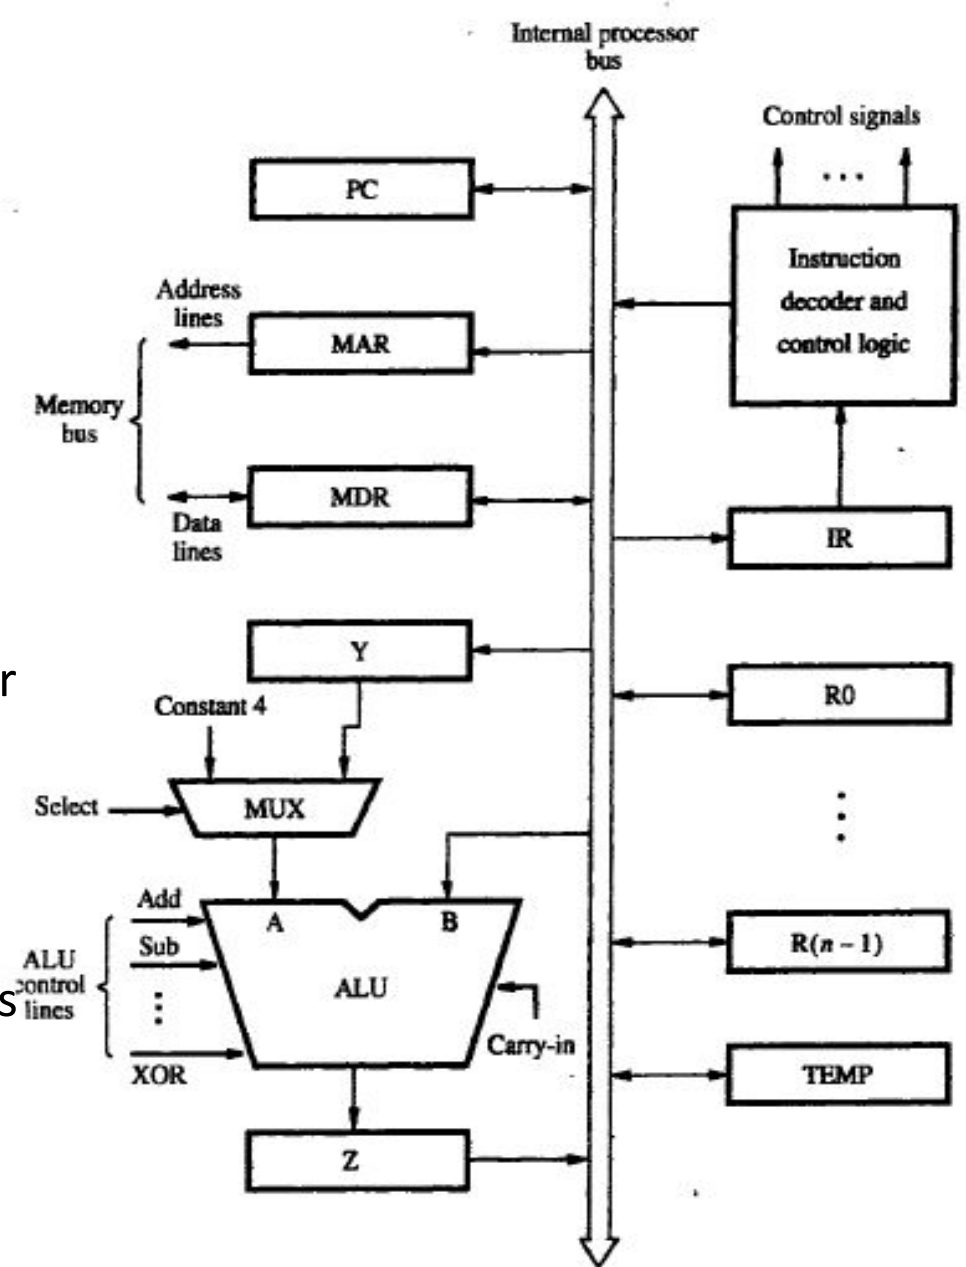 Internal processor
bus
Control signals
. . .
PC
Instruction
decoder and
control logic
Address
lines
MAR
Memory
bus
MDR
Data
lines
IR
Y
r
Constant 4
R0
Select
MUX
Add
A
B
R(n – 1)
Sub
ALU
control
lines
s
ALU
Carry-in
XOR
TEMP
Z